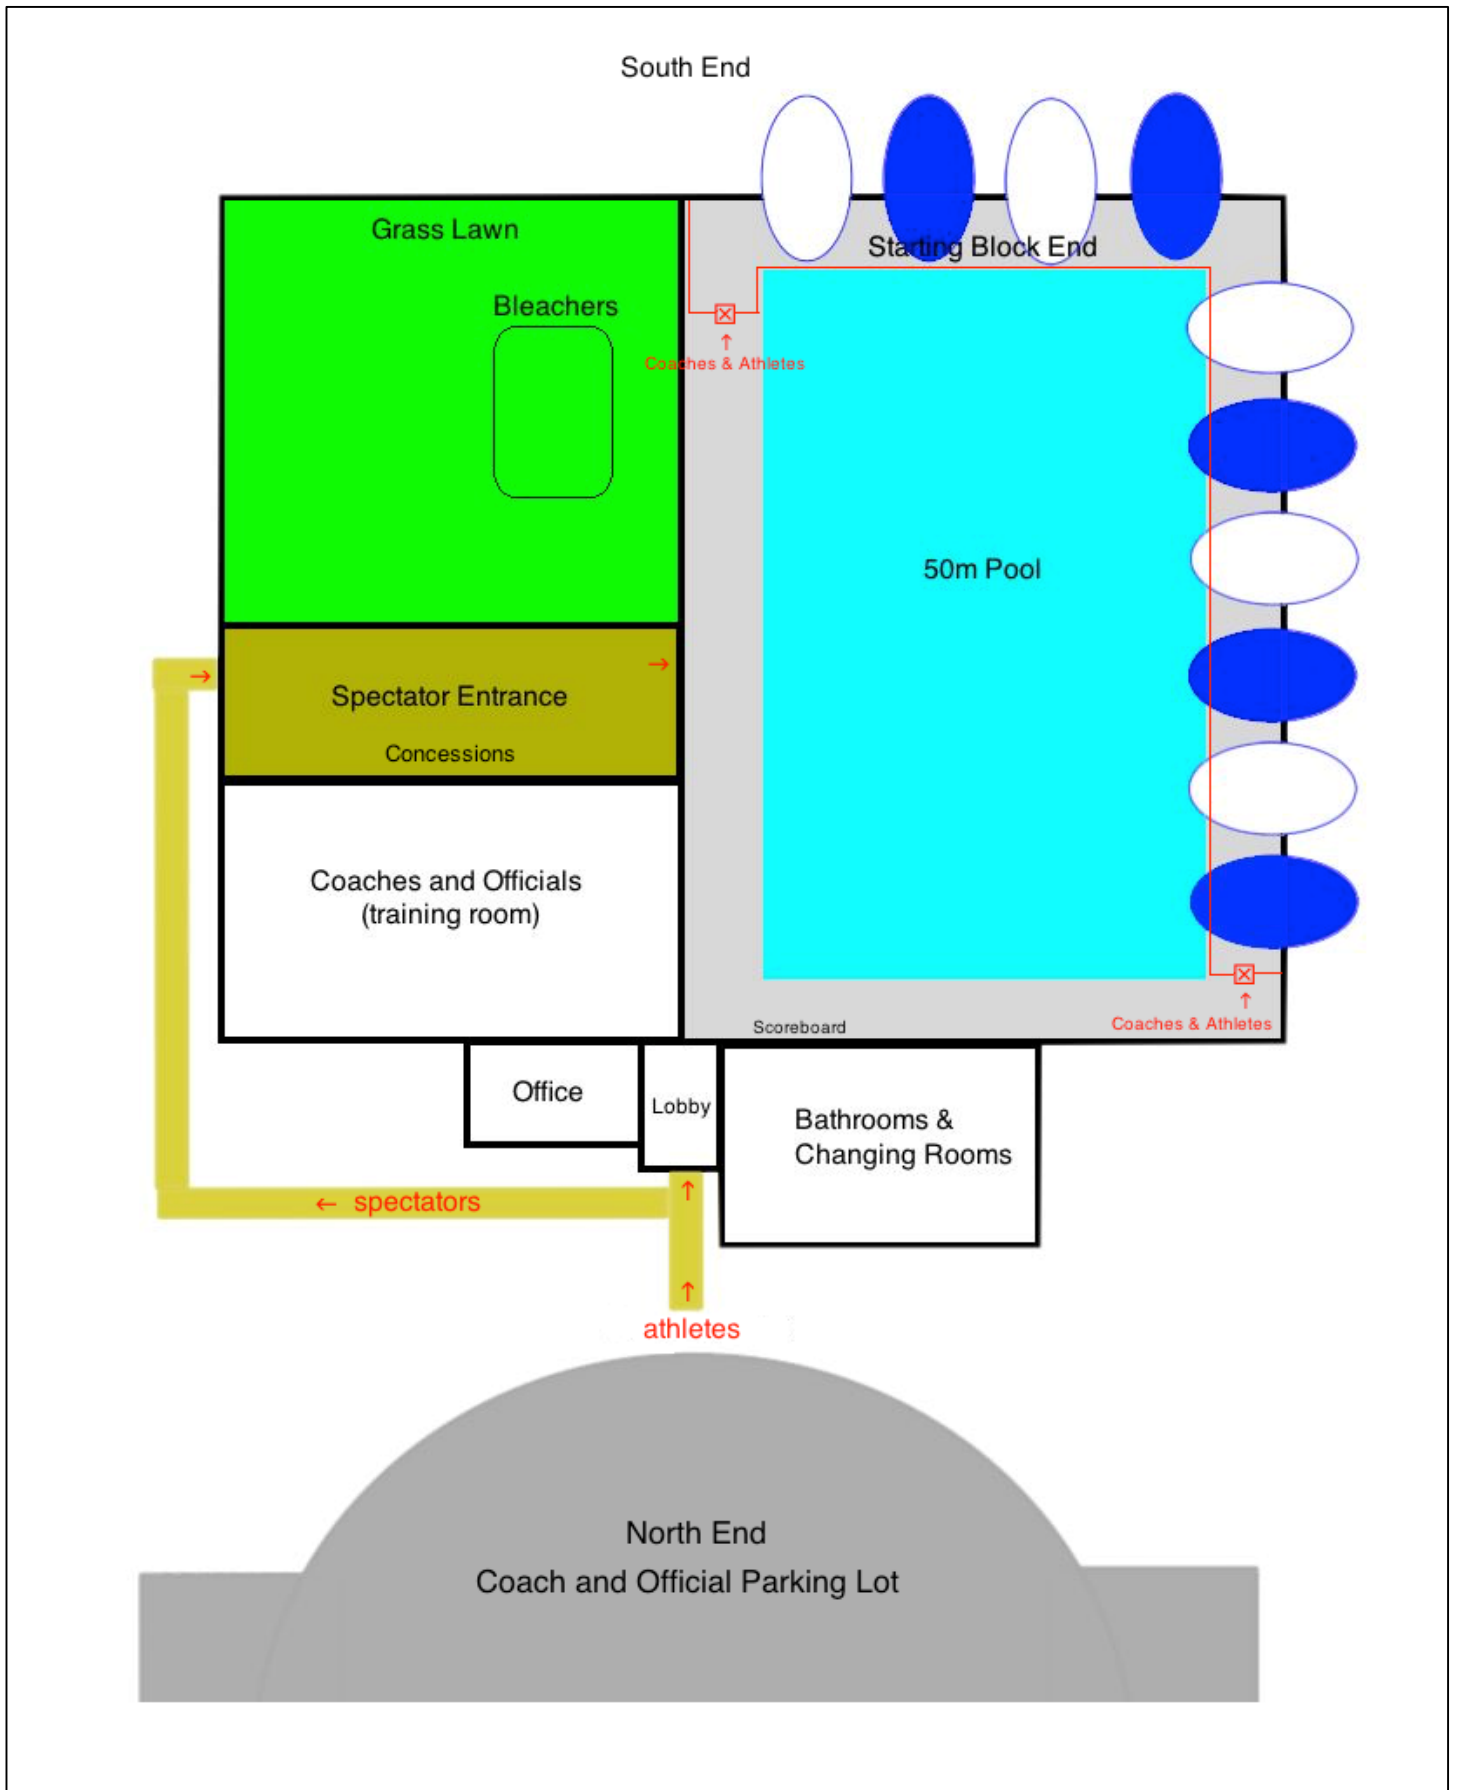 South End
Grass Lawn
Starting Block End
Bleachers
Coaches & Athletes
50m Pool
Spectator Entrance
Concessions
Coaches and Officials
(training room)
Scoreboard
Coaches & Athletes
Office
Lobby
Bathrooms &
Changing Rooms
spectators
athletes
North End
Coach and Official Parking Lot